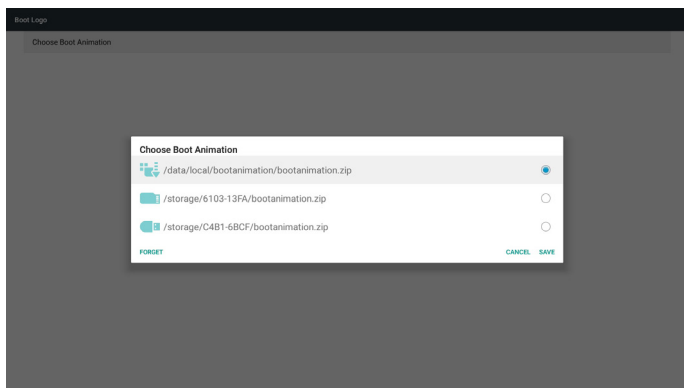 Boot Logo
Choose Boot Animation
Choose Boot Animation
/data/local/bootanimation/bootanimation.zip
/storage/6103-13FA/bootanimation.zip
/storage/C4B1-6BCF/bootanimation.zip
FORGET CANCEL SAVE